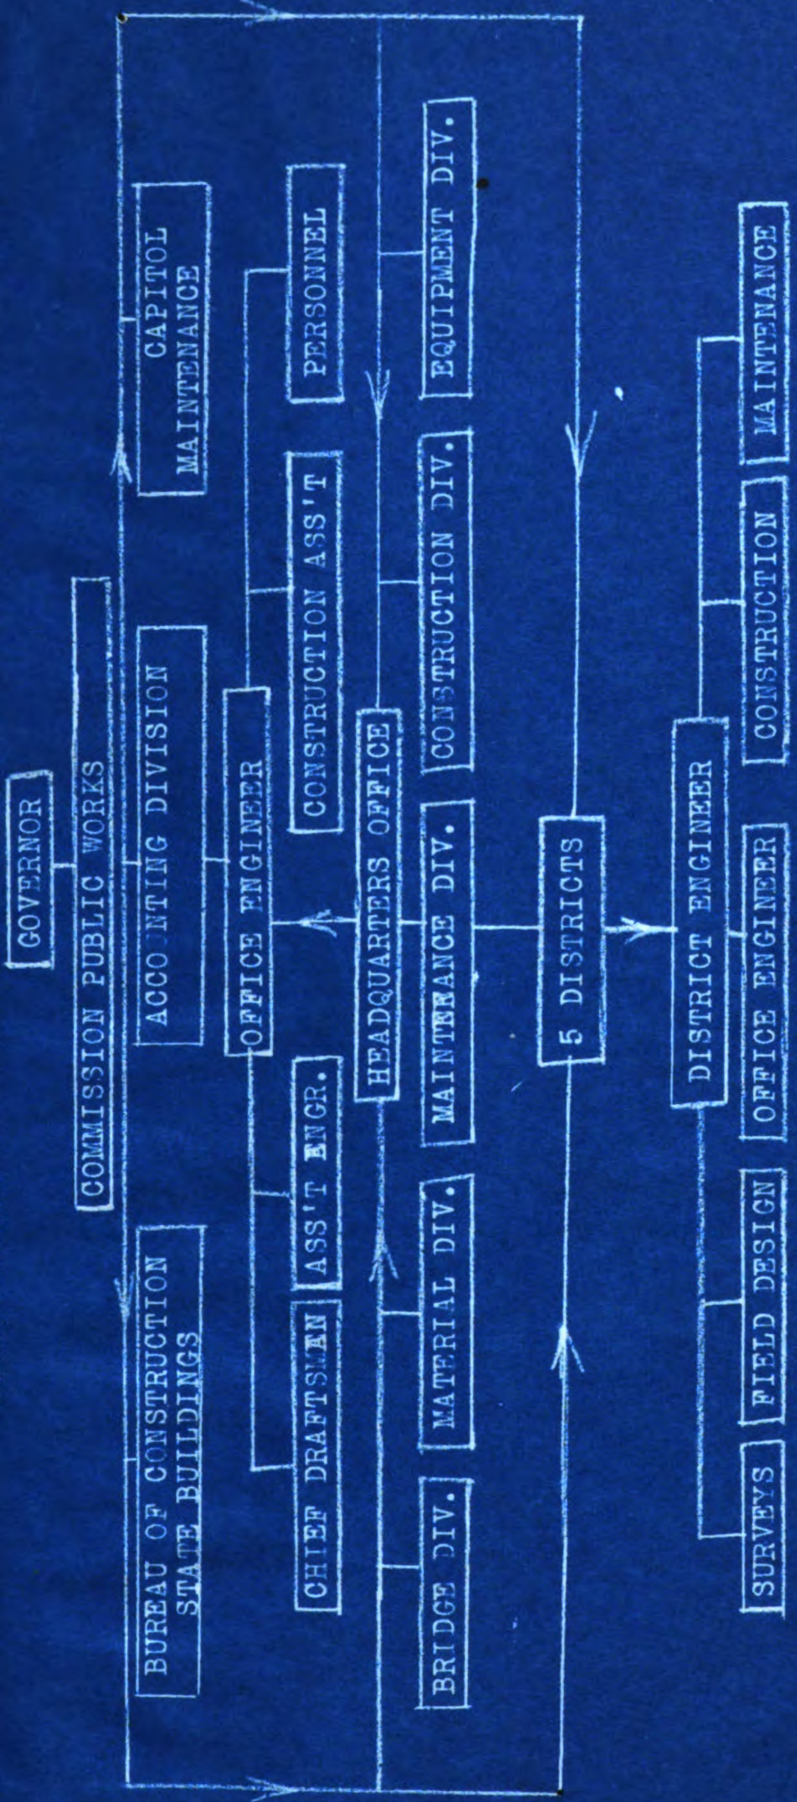 GOVERNOR
COMMISSION PUBLIC WORKS
BUREAU OF CONSTRUCTION
STATE BUILDINGS
ACCOUNTING DIVISION
CAPITOL
MAINTENANCE
OFFICE ENGINEER
CHIEF DRAFTSMAN
ASS'T ENGR.
CONSTRUCTION ASS'T
PERSONNEL
HEADQUARTERS OFFICE
BRIDGE DIV.
MATERIAL DIV.
MAINTENANCE DIV.
CONSTRUCTION DIV.
EQUIPMENT DIV.
5 DISTRICTS
DISTRICT ENGINEER
SURVEYS
FIELD DESIGN
OFFICE ENGINEER
CONSTRUCTION
MAINTENANCE